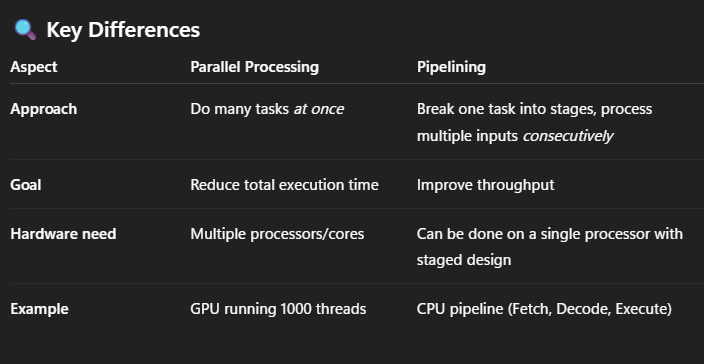 🔍 Key Differences
Aspect Parallel Processing Pipelining
Approach Do many tasks at once Break one task into stages, process
multiple inputs consecutively
Goal Reduce total execution time Improve throughput
Hardware need Multiple processors/cores Can be done on a single processor with
staged design
Example GPU running 1000 threads CPU pipeline (Fetch, Decode, Execute)